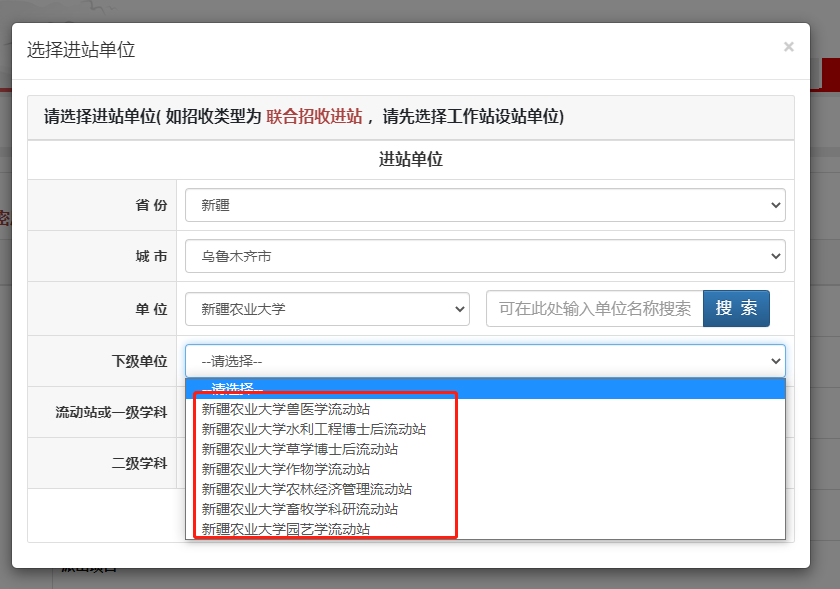 选择进站单位
×
请选择进站单位( 如招收类型为 联合招收进站 ，请先选择工作站设站单位)
进站单位
省 份 新疆
城 市 乌鲁木齐市
单 位 新疆农业大学 可在此处输入单位名称搜索 搜 索
下级单位 --请选择--
--请选择--
流动站或一级学科
二级学科
新疆农业大学兽医学流动站
新疆农业大学水利工程博士后流动站
新疆农业大学草学博士后流动站
新疆农业大学作物学流动站
新疆农业大学农林经济管理流动站
新疆农业大学畜牧学科研流动站
新疆农业大学园艺学流动站